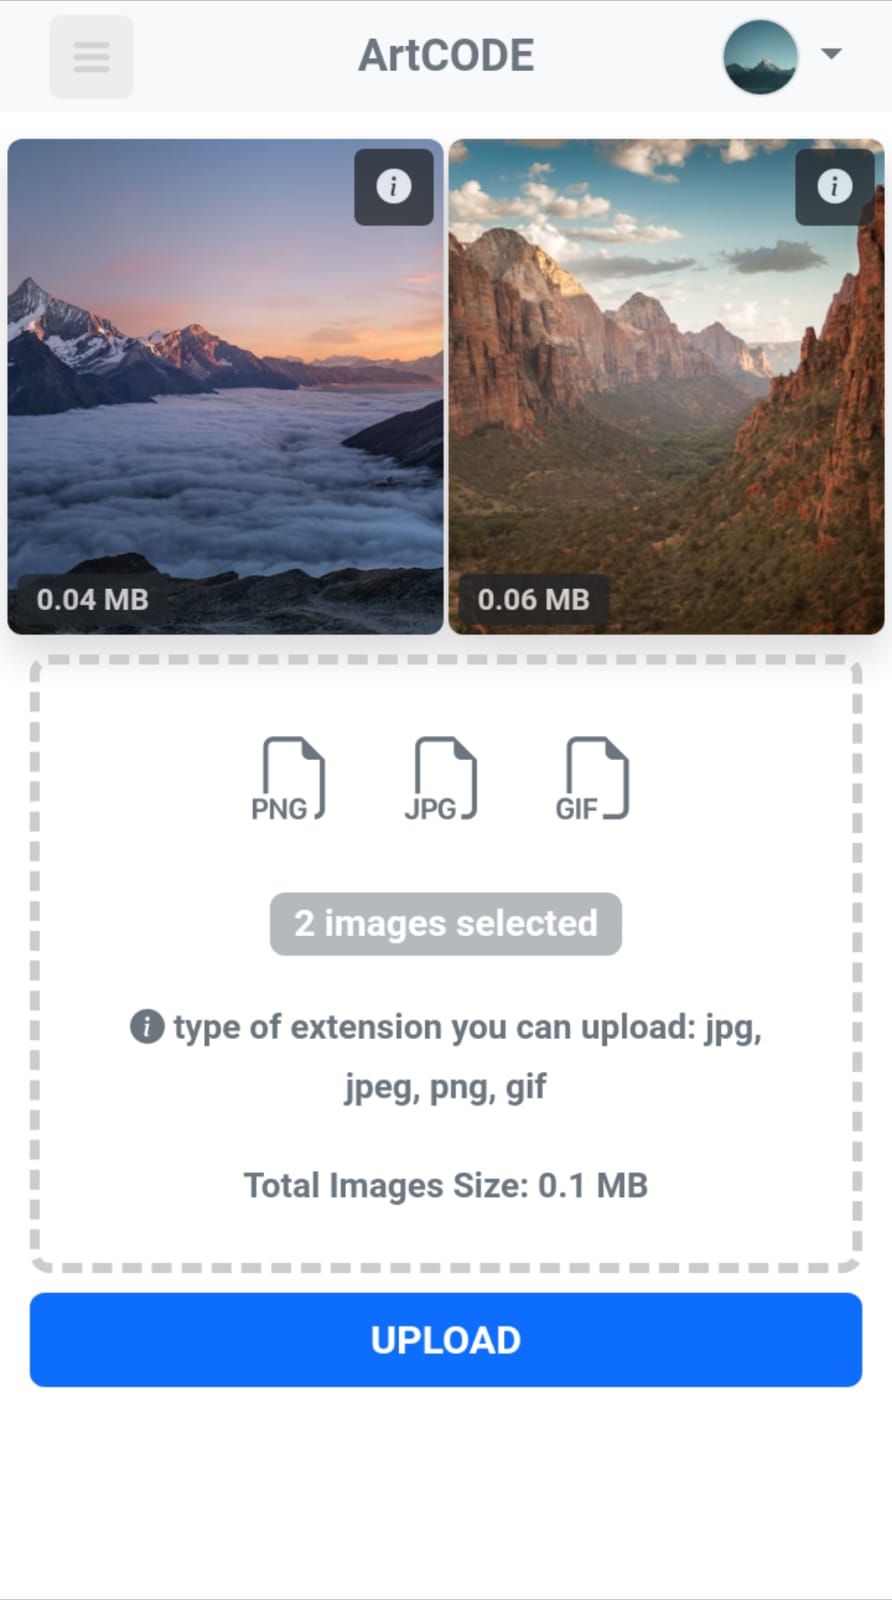 ArtCODE
0.04 MB
0.06 MB
PNG
JPG
GIF
2 images selected
type of extension you can upload: jpg,
jpeg, png, gif
Total Images Size: 0.1 MB
UPLOAD